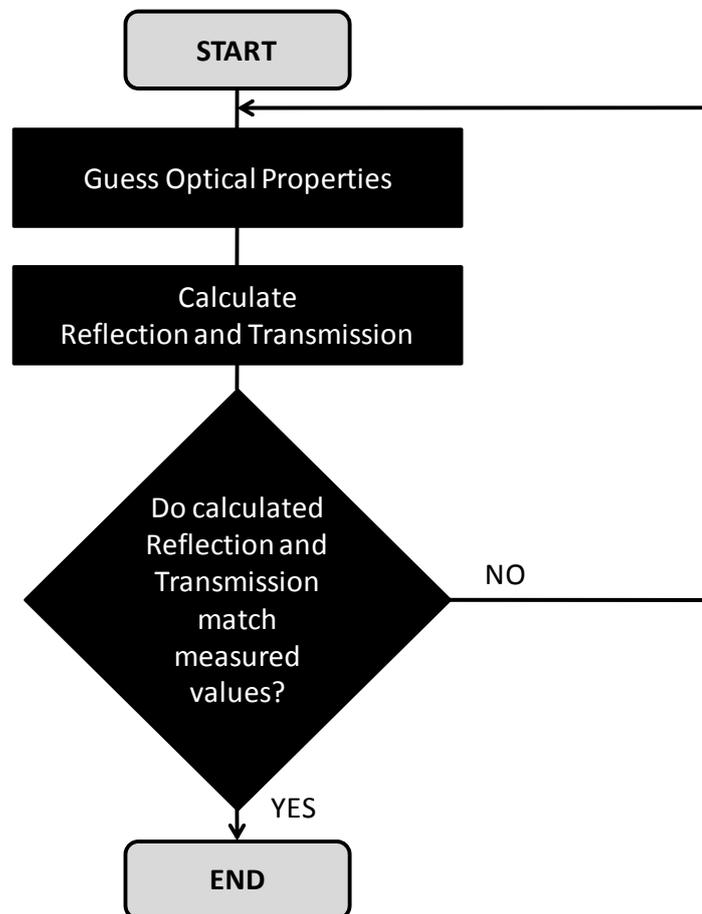 START
Guess Optical Properties
Calculate
Reflection and Transmission
Do calculated
Reflection and
Transmission
match
measured
values?
NO
YES
END